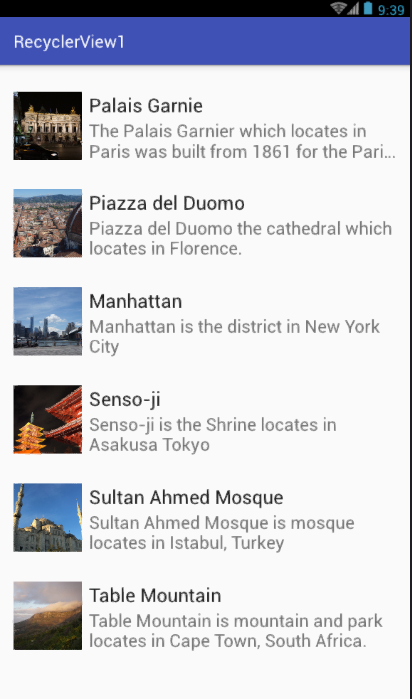 9:39
RecyclerView1
Palais Garnie
The Palais Garnier which locates in
Paris was built from 1861 for the Pari...
Piazza del Duomo
Piazza del Duomo the cathedral which
locates in Florence.
Manhattan
Manhattan is the district in New York
City
Senso-ji
Senso-ji is the Shrine locates in
Asakusa Tokyo
Sultan Ahmed Mosque
Sultan Ahmed Mosque is mosque
locates in Istabul, Turkey
Table Mountain
Table Mountain is mountain and park
locates in Cape Town, South Africa.